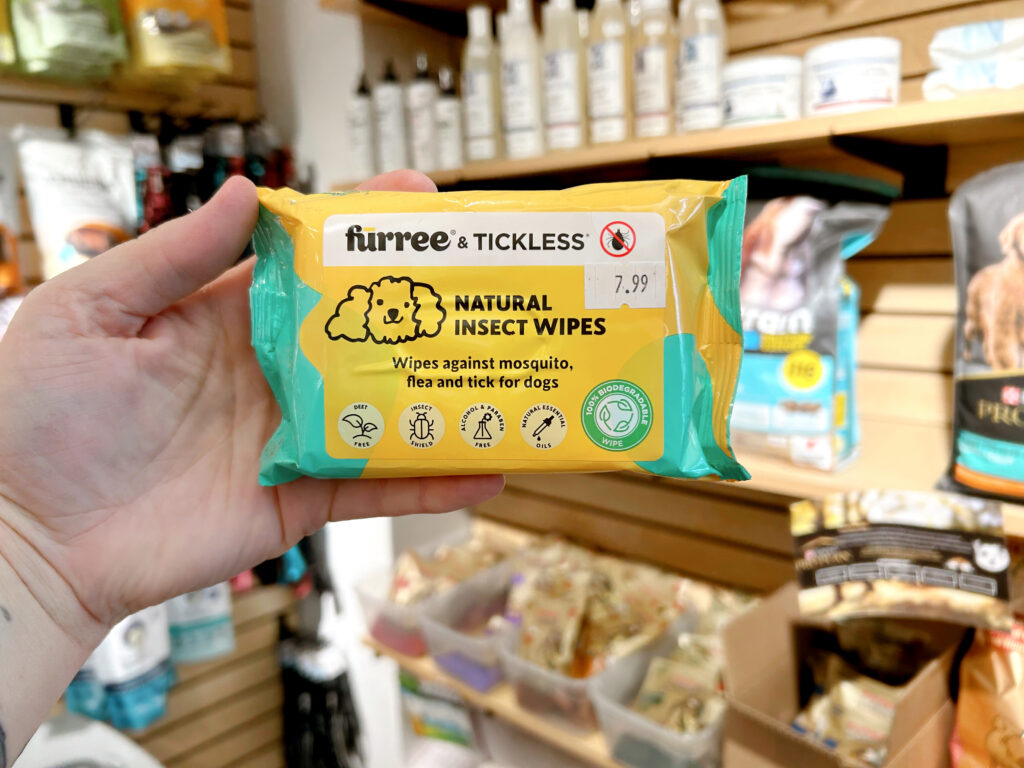 fürree® & TICKLESS®
7.99
NATURAL
INSECT WIPES
Wipes against mosquito,
flea and tick for dogs
DEET
FREE
INSECT
SHIELD
ALCOHOL & PARABEN
FREE
NATURAL ESSENTIAL
OILS
100% BIODEGRADABLE
WIPE
PRO